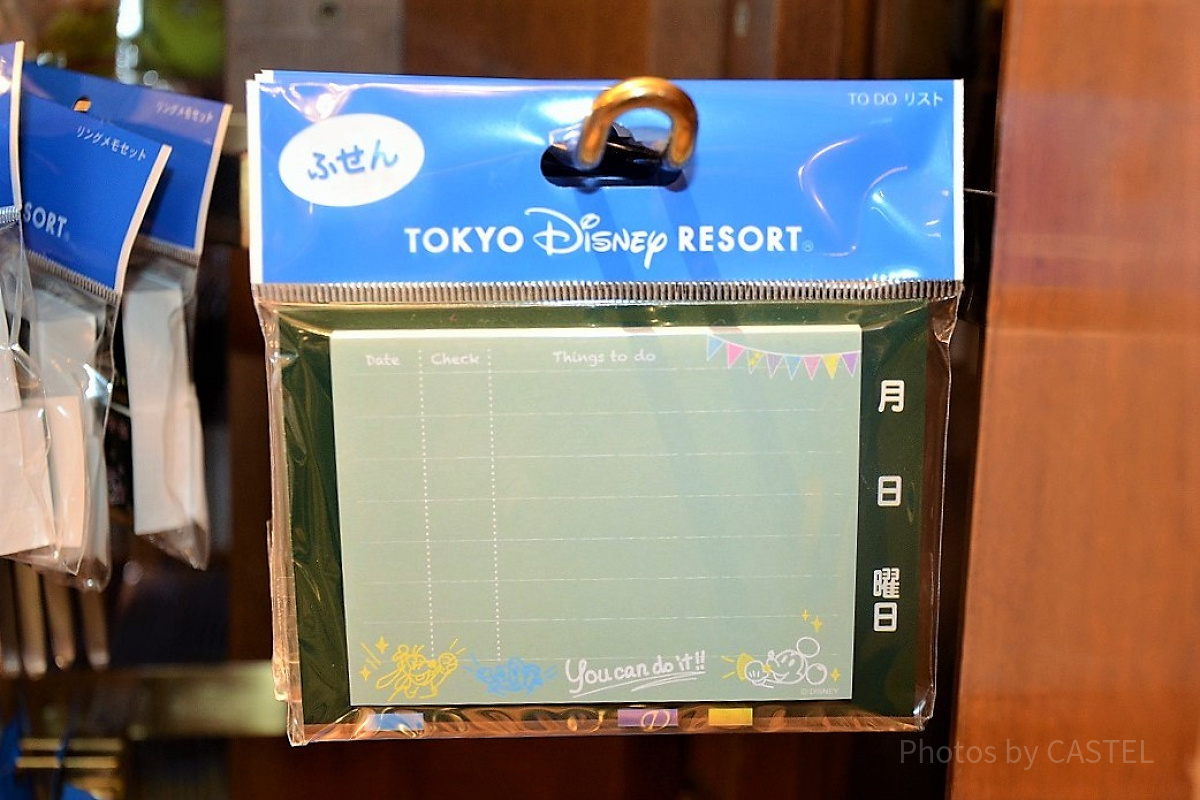 リングメモセット
リングメモセット
SORT
TO DO リスト
ふせん
TOKYO Disney RESORT®
Date Check Things to do
月
日
曜
日
You can do it!!
© DISNEY
Photos by CASTEL